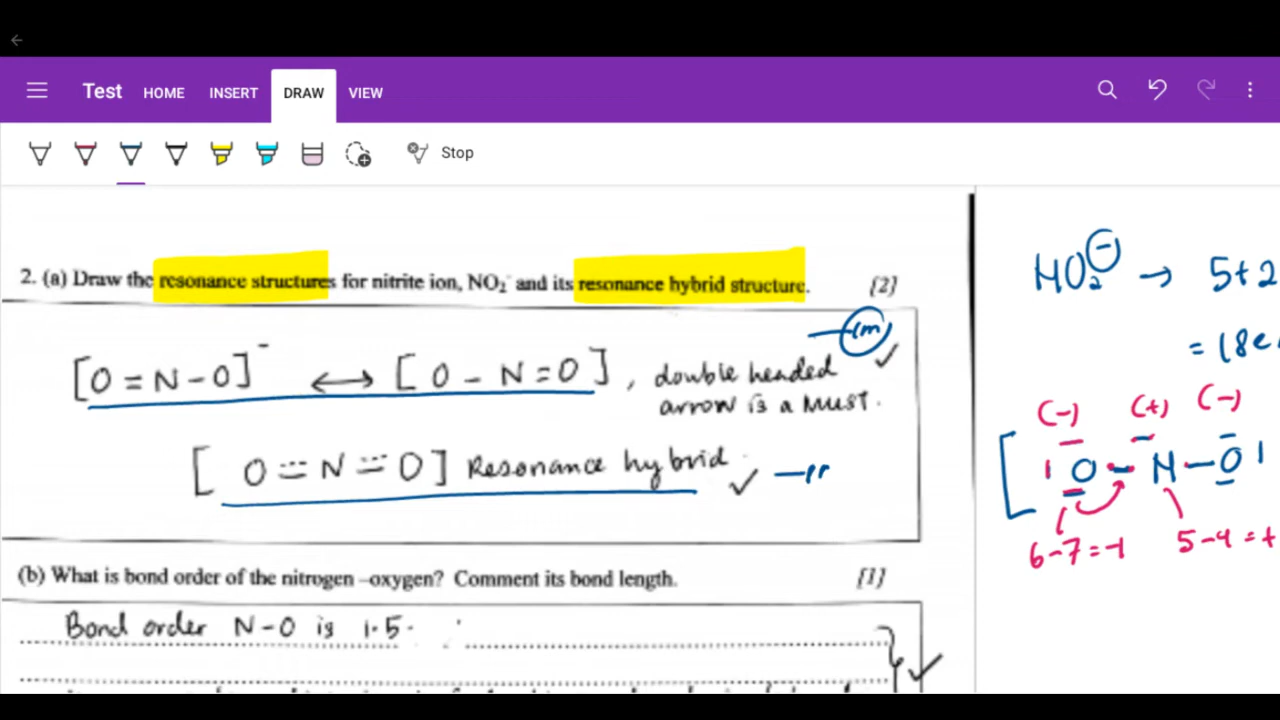 Test HOME INSERT DRAW VIEW
Stop
2. (a) Draw the resonance structures for nitrite ion, NO₂⁻ and its resonance hybrid structure. [2]
[O=N-O]⁻ ⟷ [O-N=O], double headed
arrow is a Must.
1m
[O=N=O] Resonance hybrid
(b) What is bond order of the nitrogen –oxygen? Comment its bond length. [1]
Bond order N-O is 1.5.
NO₂⊖ → 5+2
= 18e
(-) (+) (-)
[ | O - N - O |
6-7=-1 5-4=+